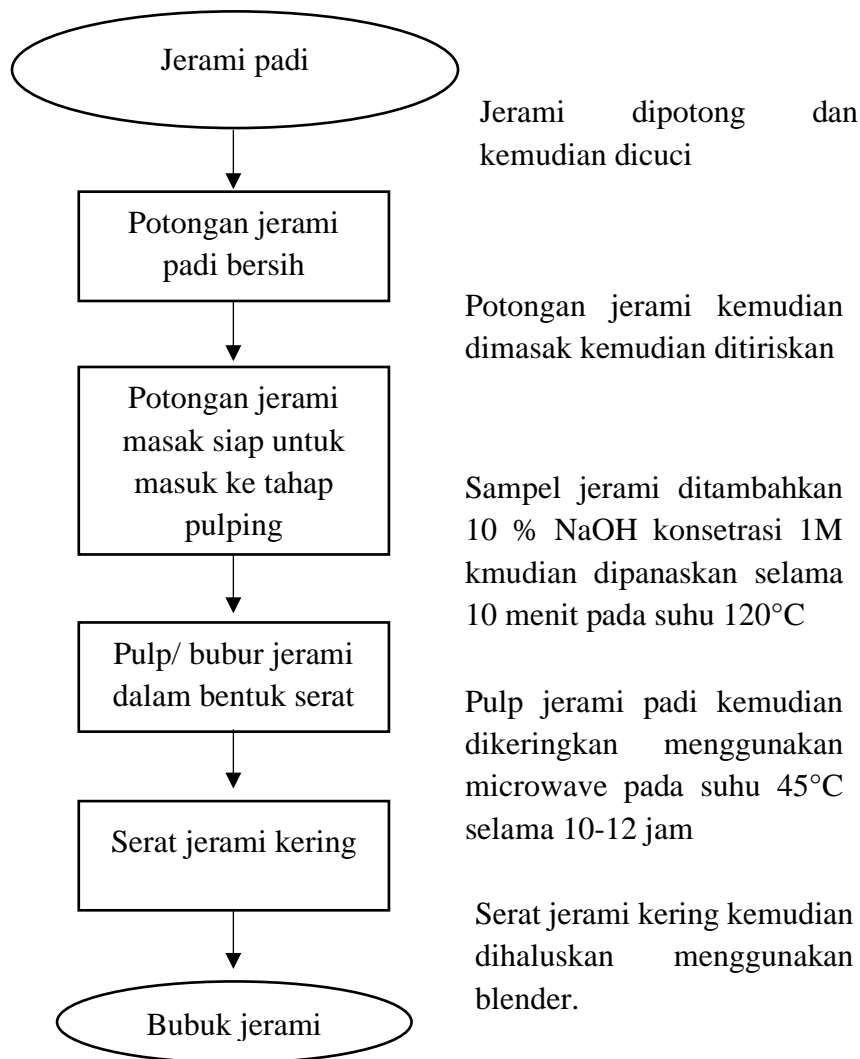 Jerami padi
Jerami dipotong dan
kemudian dicuci
Potongan jerami
padi bersih
Potongan jerami kemudian
dimasak kemudian ditiriskan
Potongan jerami
masak siap untuk
masuk ke tahap
pulping
Sampel jerami ditambahkan
10 % NaOH konsetrasi 1M
kmudian dipanaskan selama
10 menit pada suhu 120°C
Pulp/ bubur jerami
dalam bentuk serat
Pulp jerami padi kemudian
dikeringkan menggunakan
microwave pada suhu 45°C
selama 10-12 jam
Serat jerami kering
Serat jerami kering kemudian
dihaluskan menggunakan
blender.
Bubuk jerami